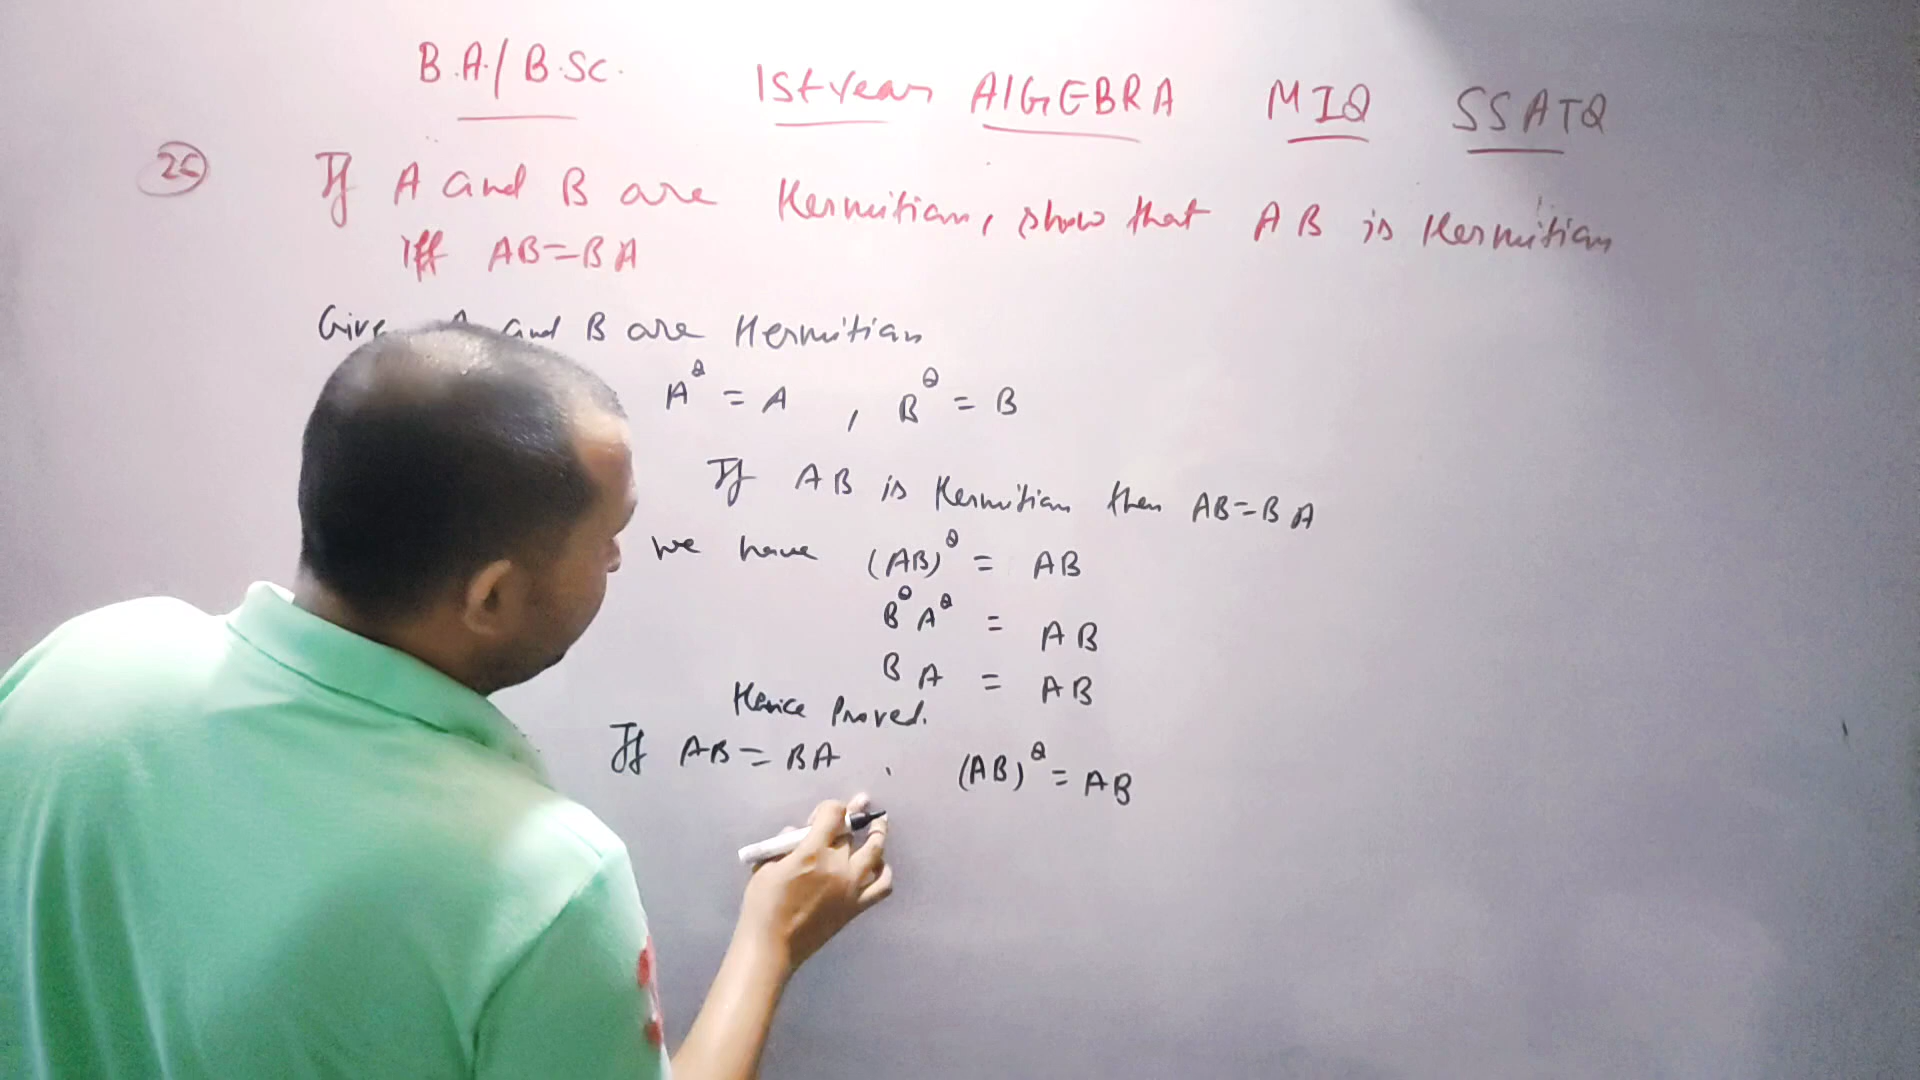 B.A./B.Sc. 1st Year AlGEBRA MIQ SSATQ
If A and B are Hermitian, show that AB is Hermitian
iff AB=BA
Give and B are Hermitian
A^θ = A , B^θ = B
If AB is Hermitian then AB=BA
We have (AB)^θ = AB
B^θ A^θ = AB
BA = AB
Hence Proved.
If AB=BA , (AB)^θ = AB